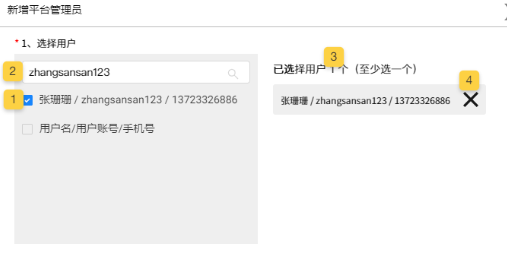 新增平台管理员
* 1、选择用户
3
2 zhangsansan123
已选择用户 1 个（至少选一个）
4
1 张珊珊 / zhangsansan123 / 13723326886
张珊珊 / zhangsansan123 / 13723326886
用户名/用户账号/手机号